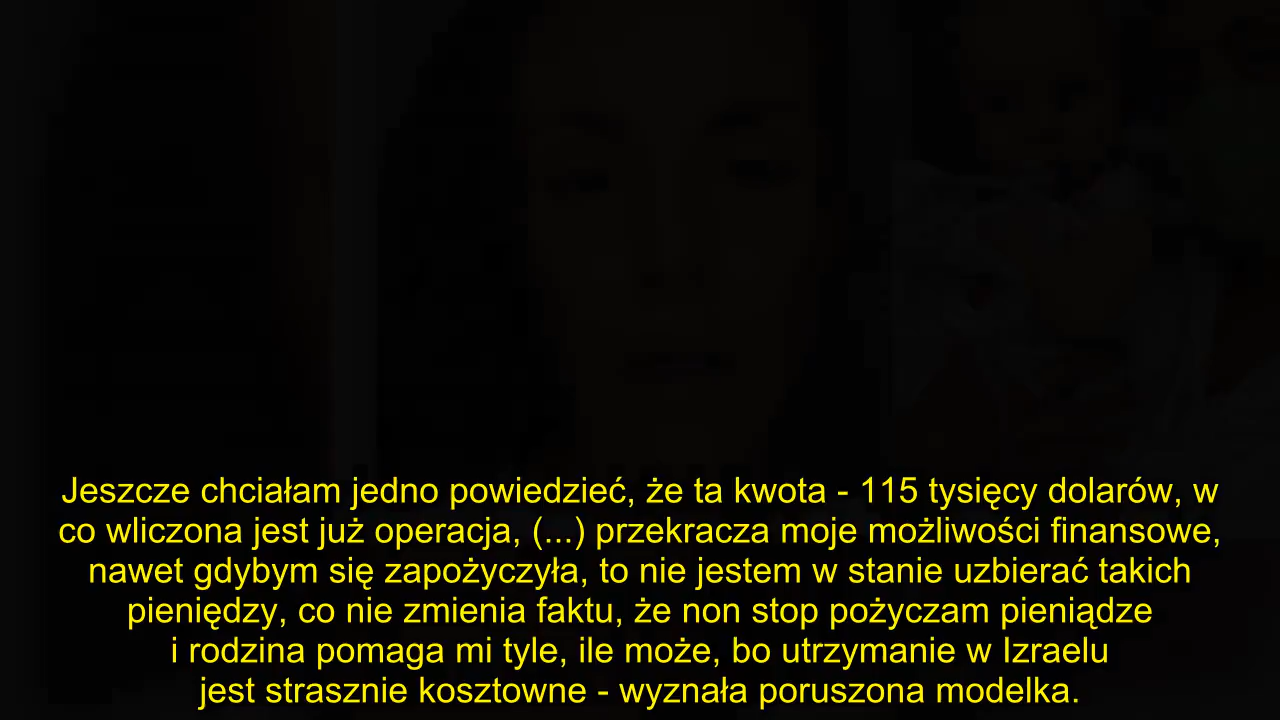 Jeszcze chciałam jedno powiedzieć, że ta kwota - 115 tysięcy dolarów, w
co wliczona jest już operacja, (...) przekracza moje możliwości finansowe,
nawet gdybym się zapożyczyła, to nie jestem w stanie uzbierać takich
pieniędzy, co nie zmienia faktu, że non stop pożyczam pieniądze
i rodzina pomaga mi tyle, ile może, bo utrzymanie w Izraelu
jest strasznie kosztowne - wyznała poruszona modelka.